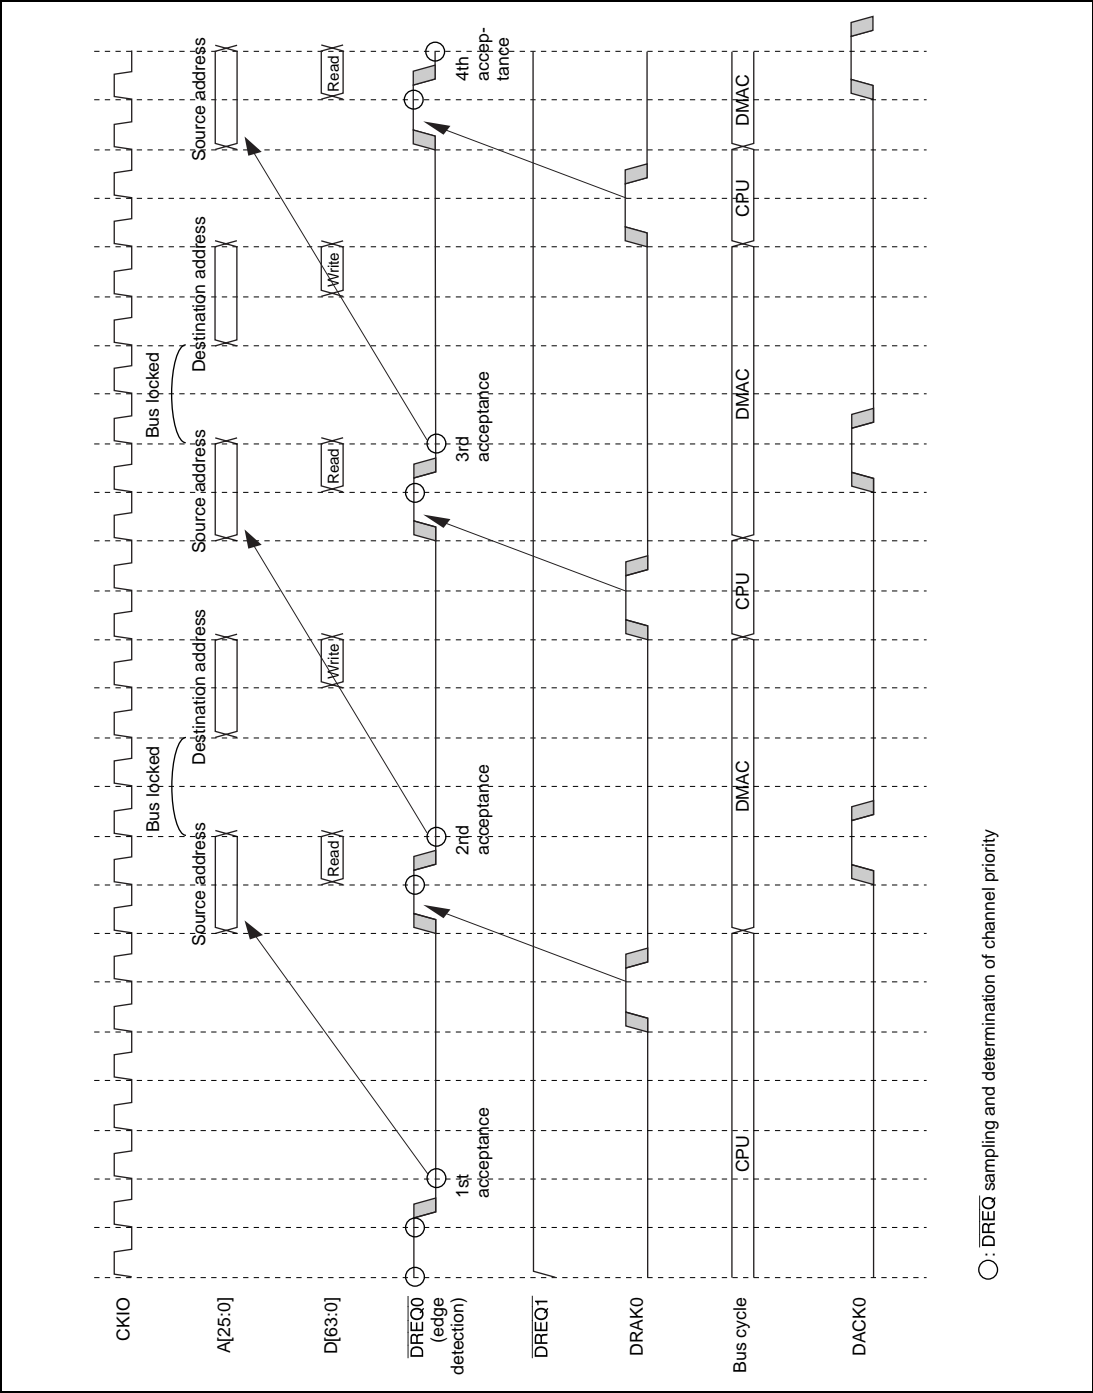 CKIO
Bus locked
Bus locked
Source address
Destination address
Source address
Destination address
Source address
A[25:0]
D[63:0]
Read
Write
Read
Write
Read
DREQ0
(edge
detection)
1st
acceptance
2nd
acceptance
3rd
acceptance
4th
accep-
tance
DREQ1
DRAK0
Bus cycle
CPU
DMAC
CPU
DMAC
CPU
DMAC
DACK0
: DREQ sampling and determination of channel priority